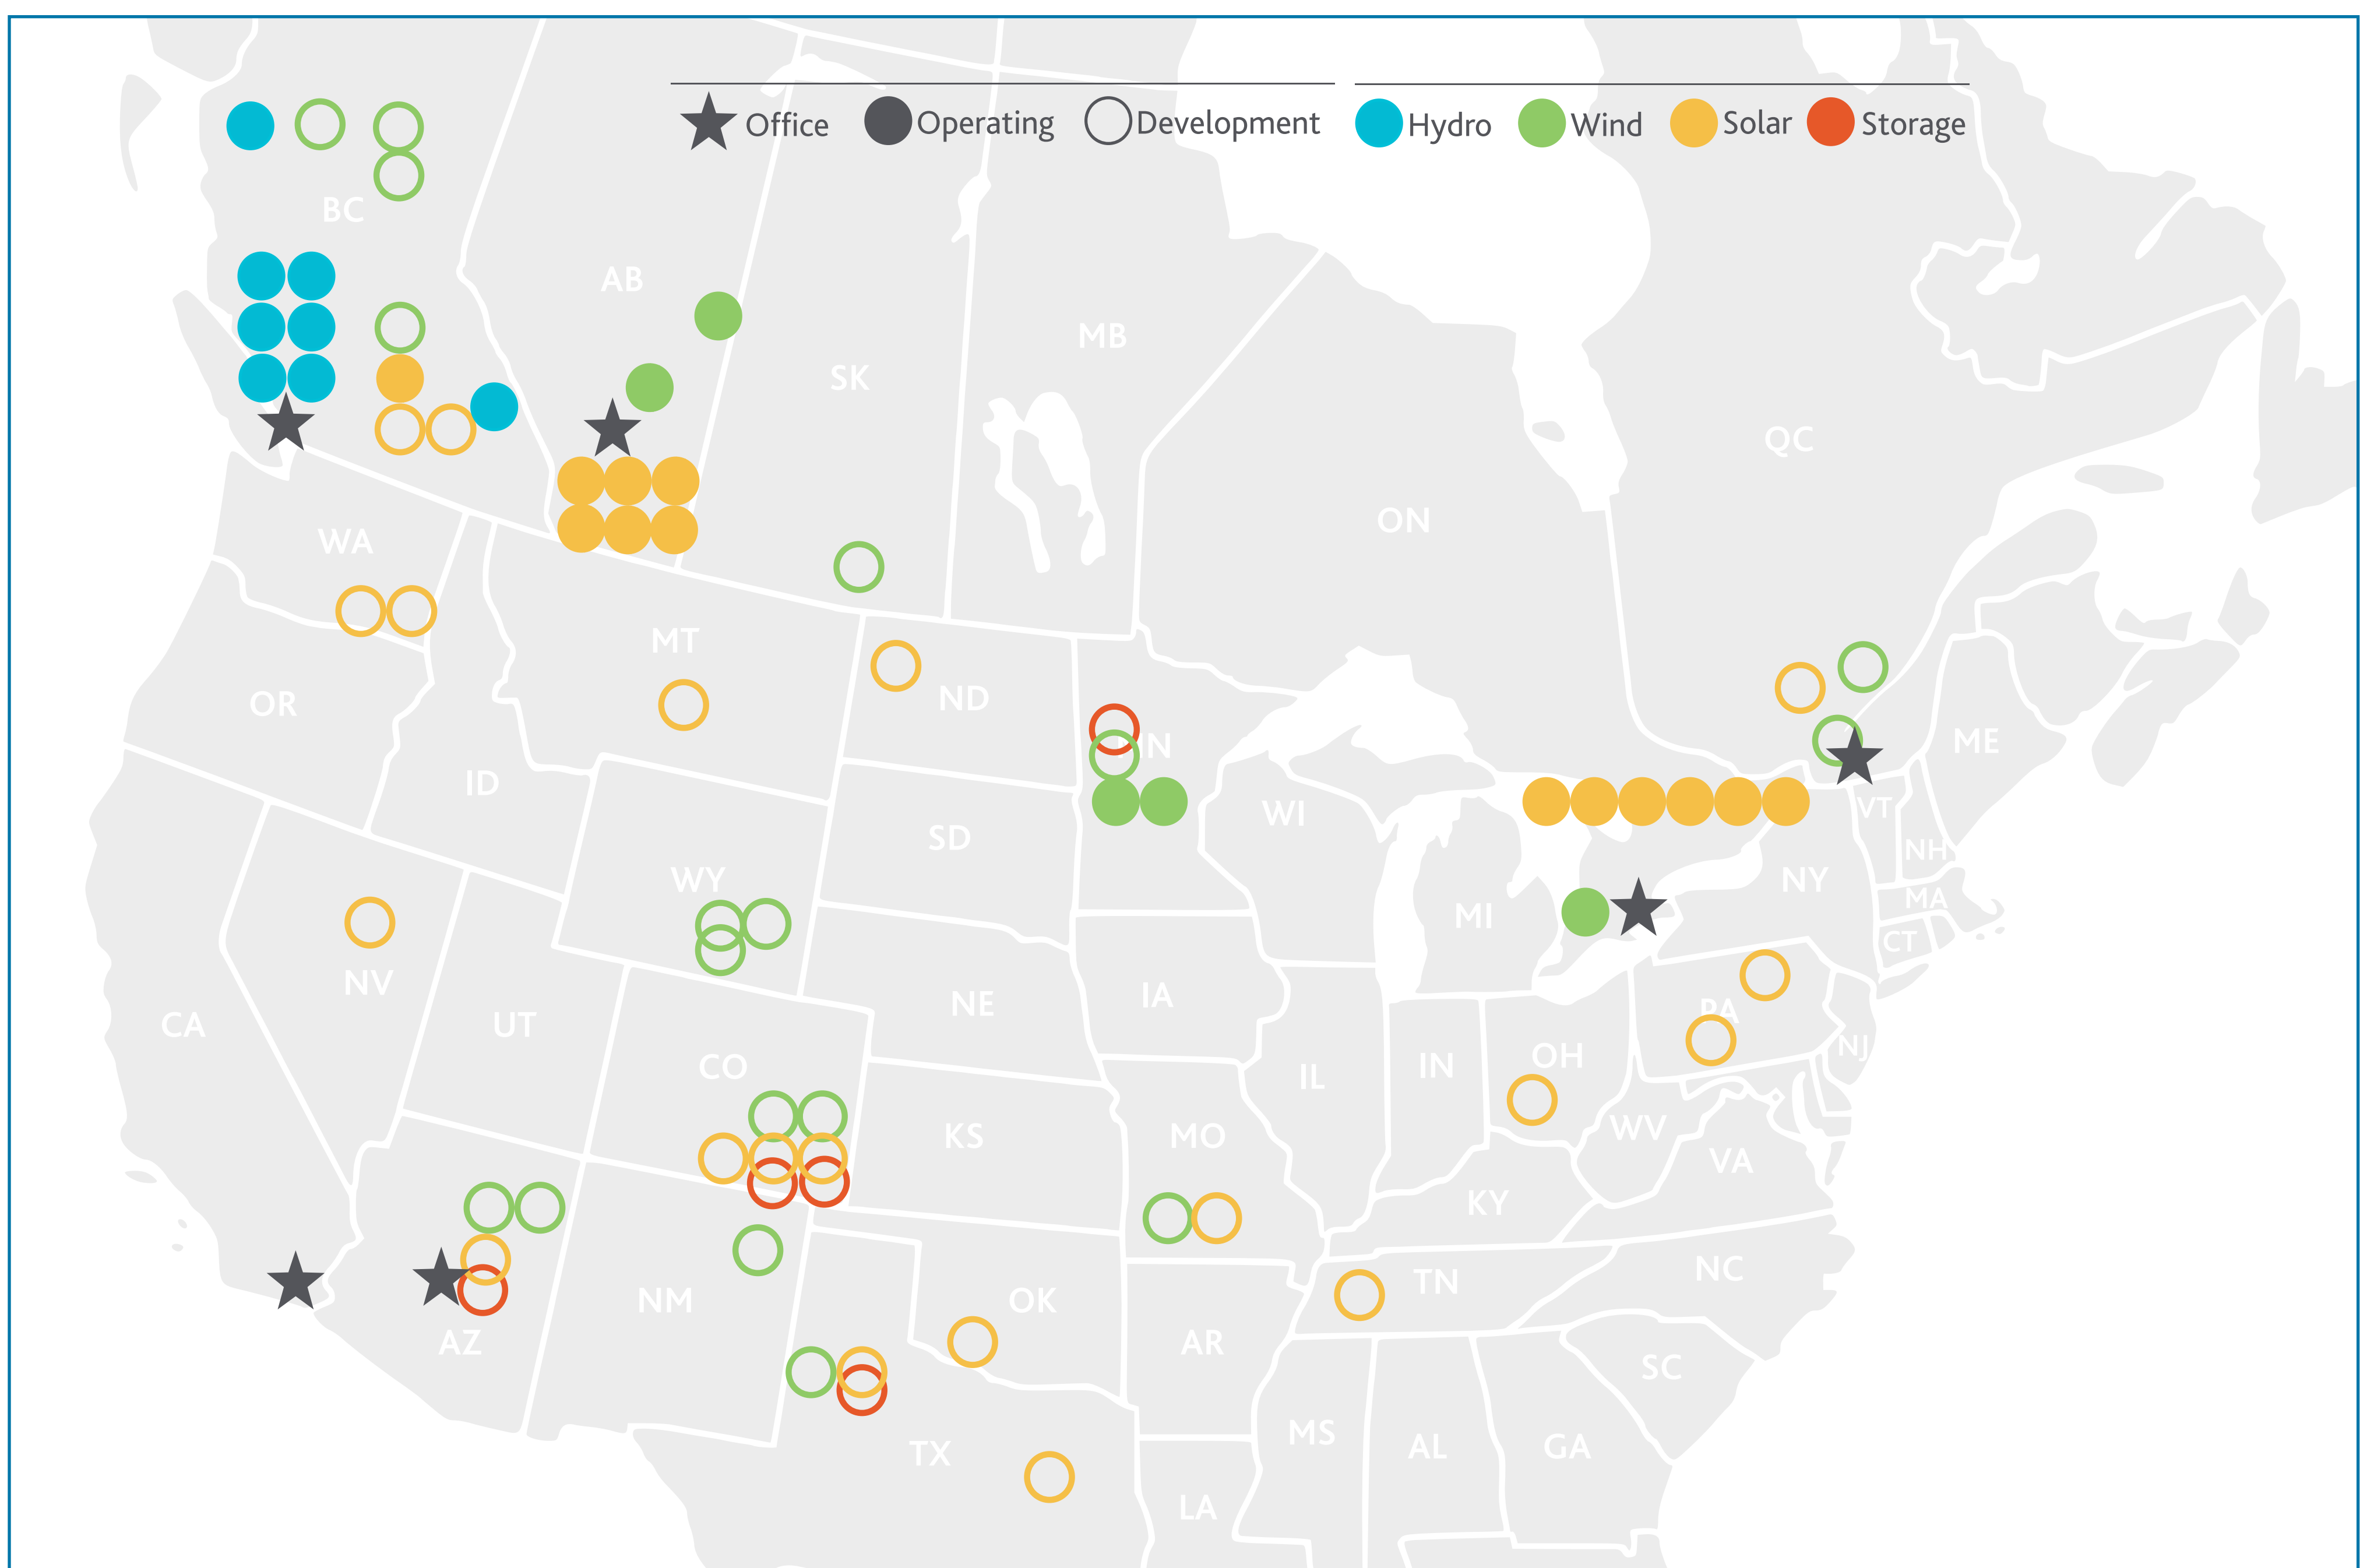 Office Operating Development Hydro Wind Solar Storage
BC
AB
MB
SK
QC
ON
WA
MT
ND
OR
MN
ME
ID
VT
WI
SD
NH
WY
NY
MA
MI
CT
NV
IA
NE
PA
CA
UT
NJ
OH
CO
IN
IL
WV
KS
MO
VA
KY
NC
TN
NM
OK
AZ
AR
SC
MS
AL
GA
TX
LA